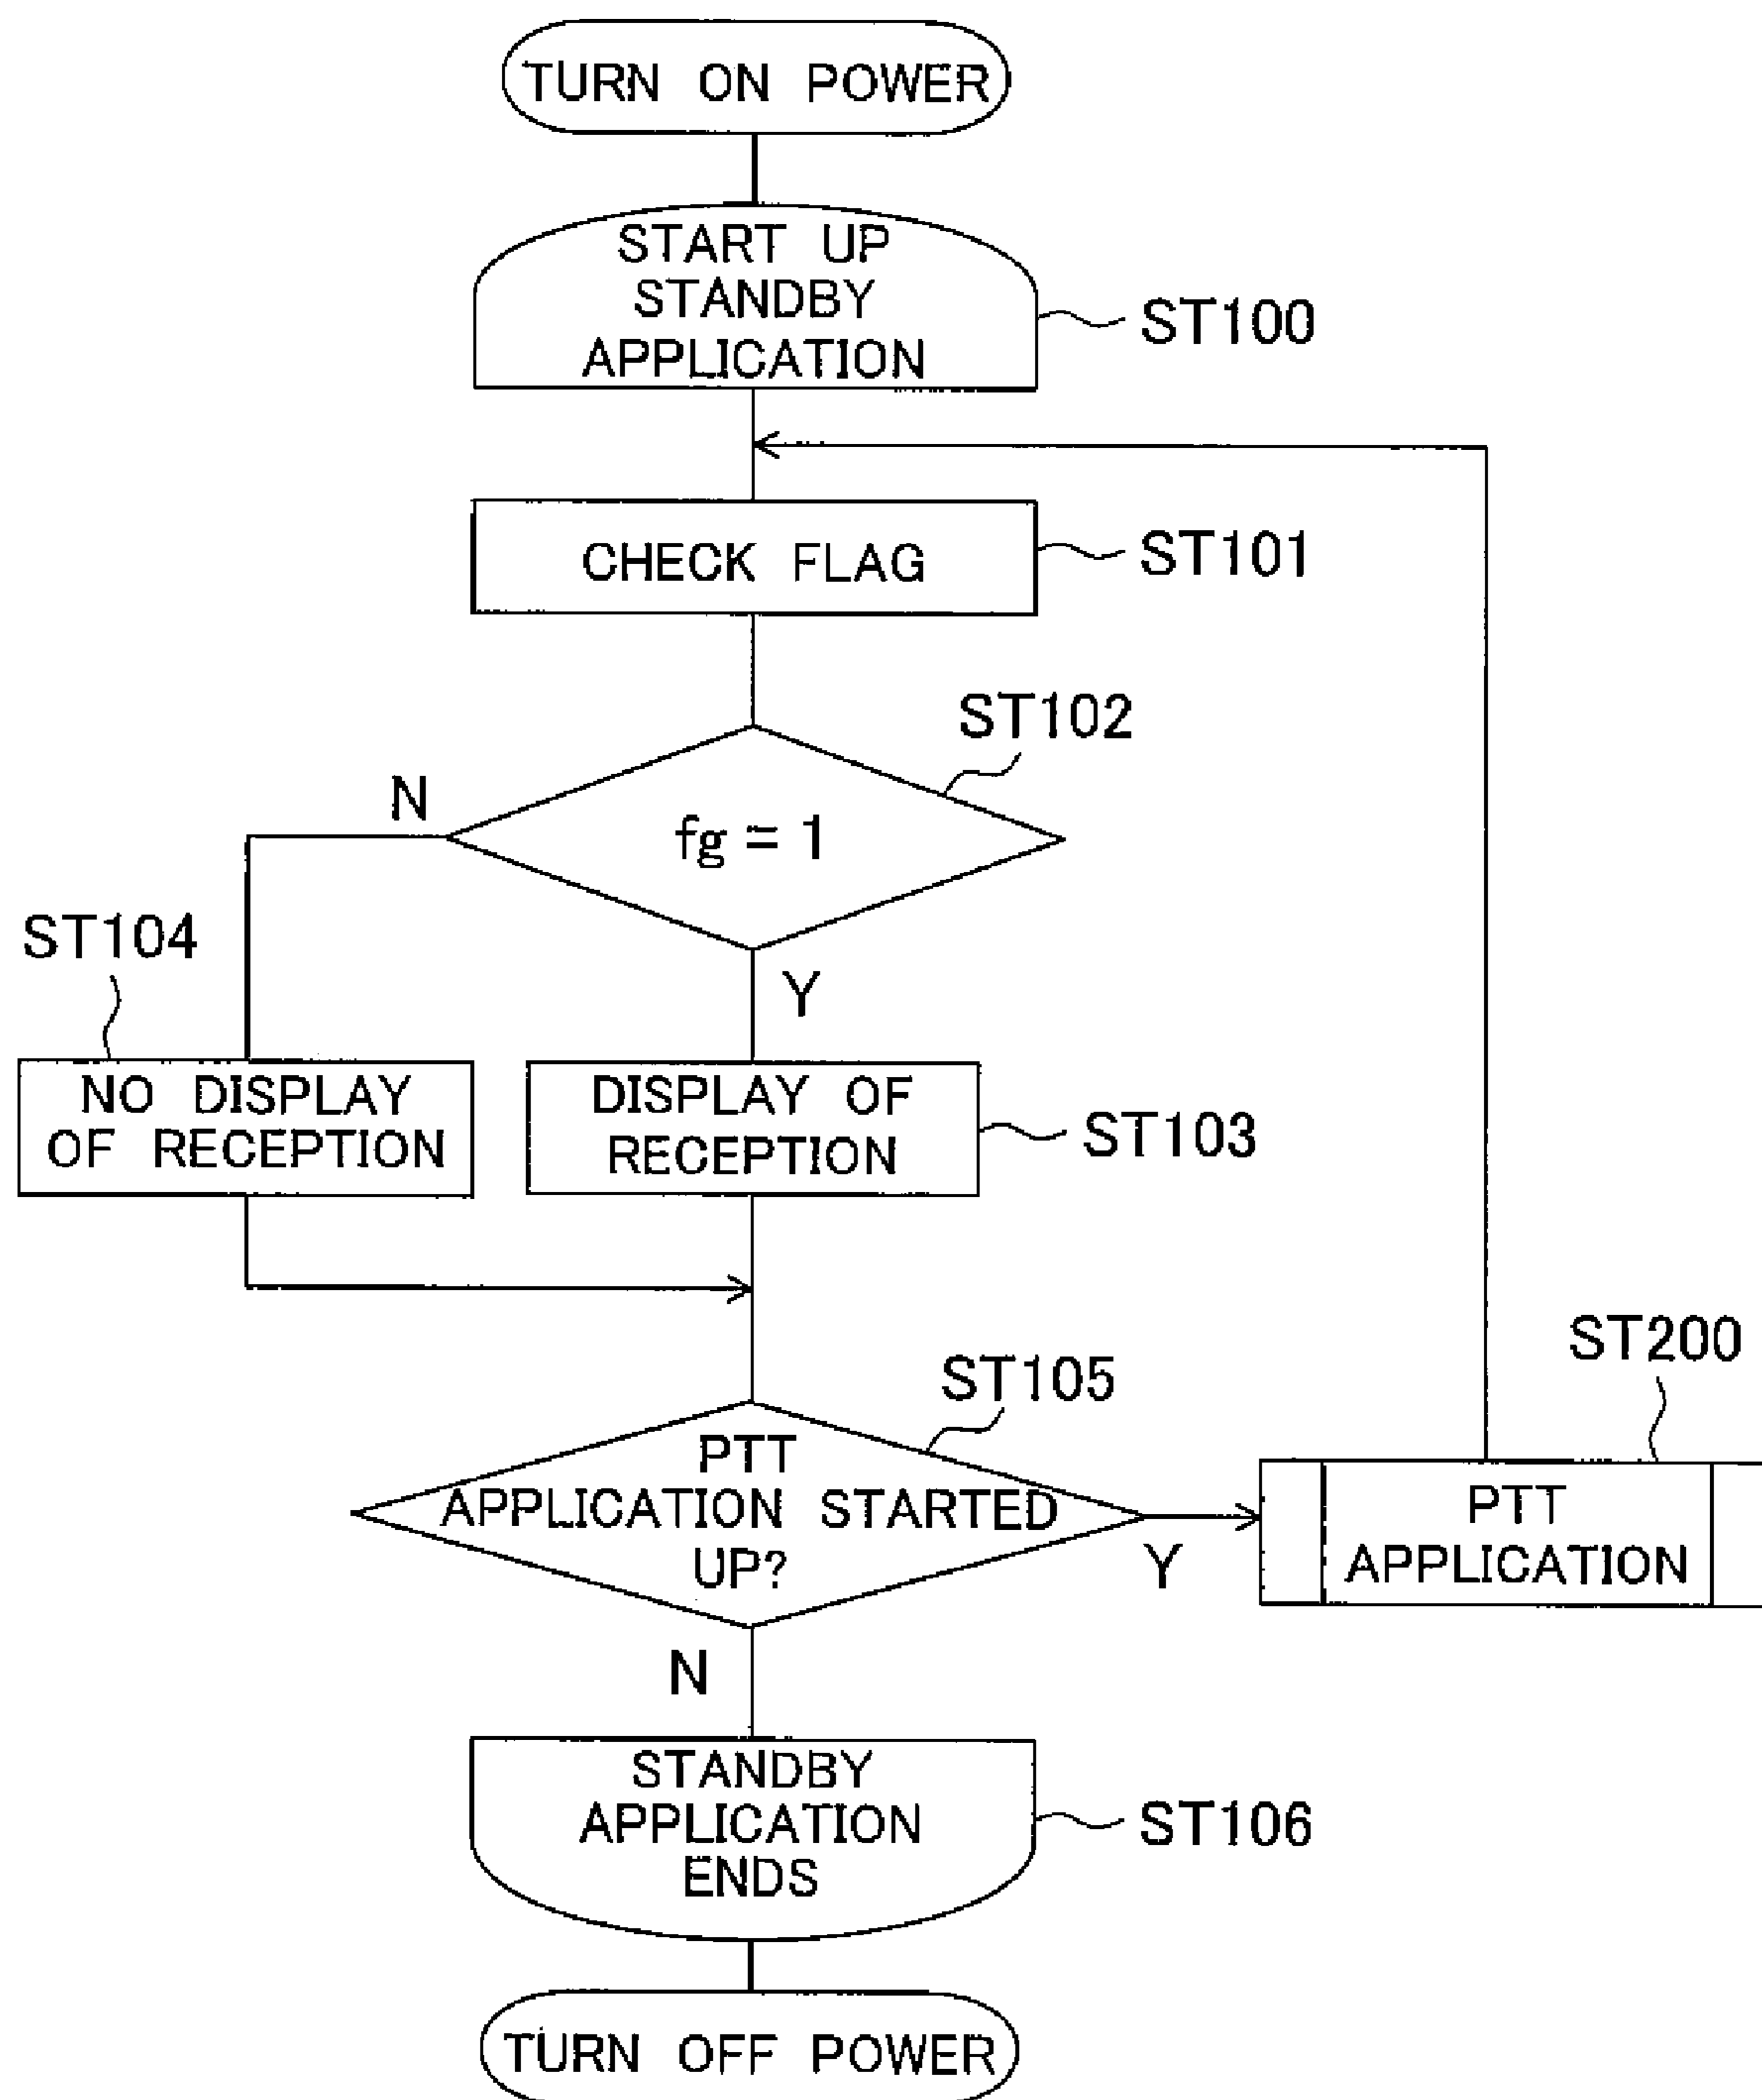 TURN ON POWER
START UP
STANDBY
APPLICATION
ST100
CHECK FLAG
ST101
ST102
N
fg = 1
Y
ST104
NO DISPLAY
OF RECEPTION
DISPLAY OF
RECEPTION
ST103
ST105
PTT
APPLICATION STARTED
UP?
Y
N
ST200
PTT
APPLICATION
STANDBY
APPLICATION
ENDS
ST106
TURN OFF POWER